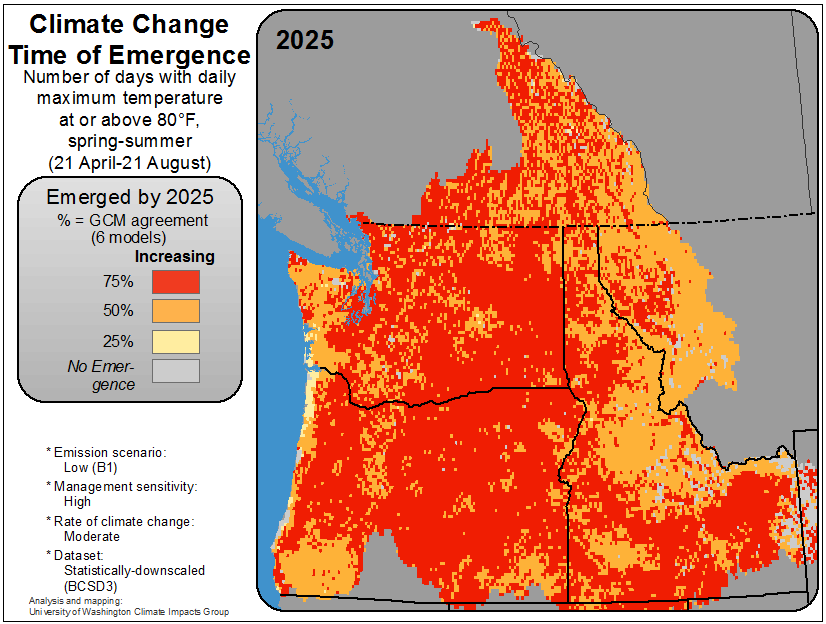 Climate Change
Time of Emergence
Number of days with daily
maximum temperature
at or above 80°F,
spring-summer
(21 April-21 August)
Emerged by 2025
% = GCM agreement
(6 models)
Increasing
75%
50%
25%
No Emer-
gence
* Emission scenario:
Low (B1)
* Management sensitivity:
High
* Rate of climate change:
Moderate
* Dataset:
Statistically-downscaled
(BCSD3)
Analysis and mapping:
University of Washington Climate Impacts Group
2025